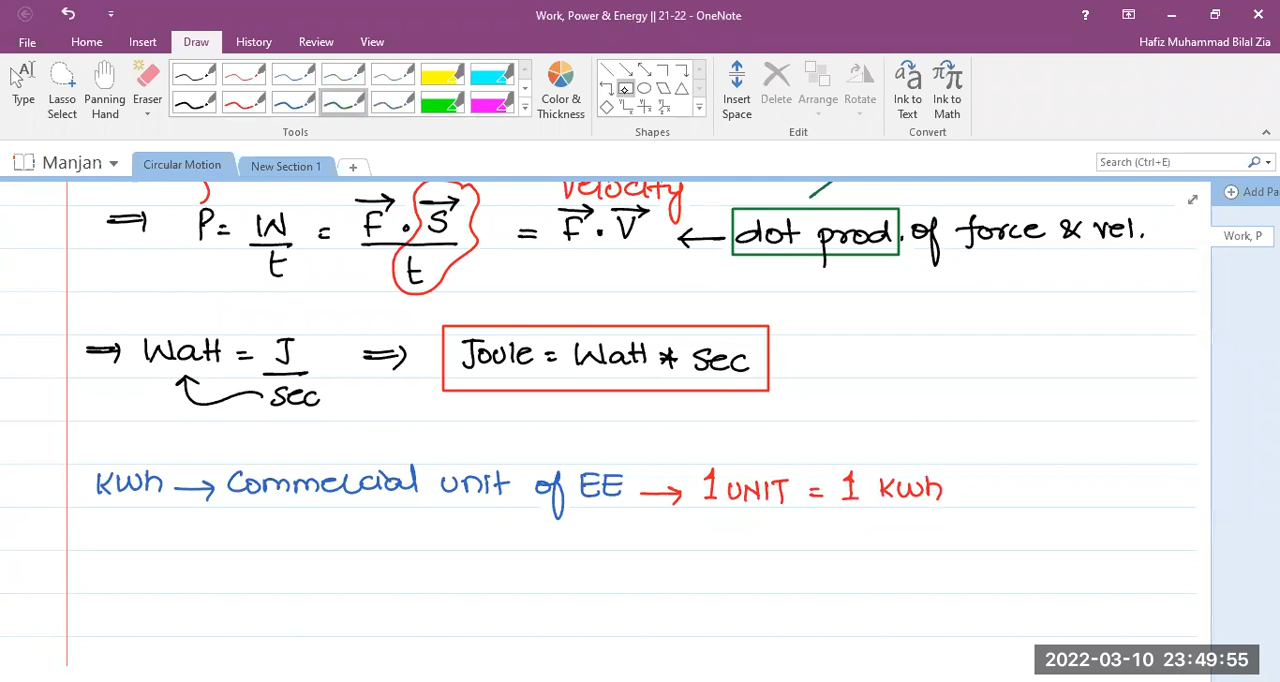 Work, Power & Energy || 21-22 - OneNote
File Home Insert Draw History Review View
Hafiz Muhammad Bilal Zia
Type Lasso Select Panning Hand Eraser Color & Thickness Insert Space Delete Arrange Rotate Ink to Text Ink to Math
Tools Shapes Edit Convert
Manjan Circular Motion New Section 1 Search (Ctrl+E)
Add Pa
Work, P
velocity
⇒ P = W/t = F⃗ . S⃗ / t = F⃗ . V⃗ ← dot prod. of force & vel.
⇒ Watt = J/sec ⇒ Joule = Watt * sec
kwh → Commercial unit of EE → 1 UNIT = 1 kwh
2022-03-10 23:49:55